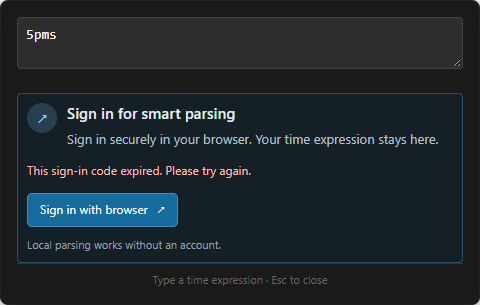 5pms
Sign in for smart parsing
Sign in securely in your browser. Your time expression stays here.
This sign-in code expired. Please try again.
Sign in with browser ↗
Local parsing works without an account.
Type a time expression · Esc to close